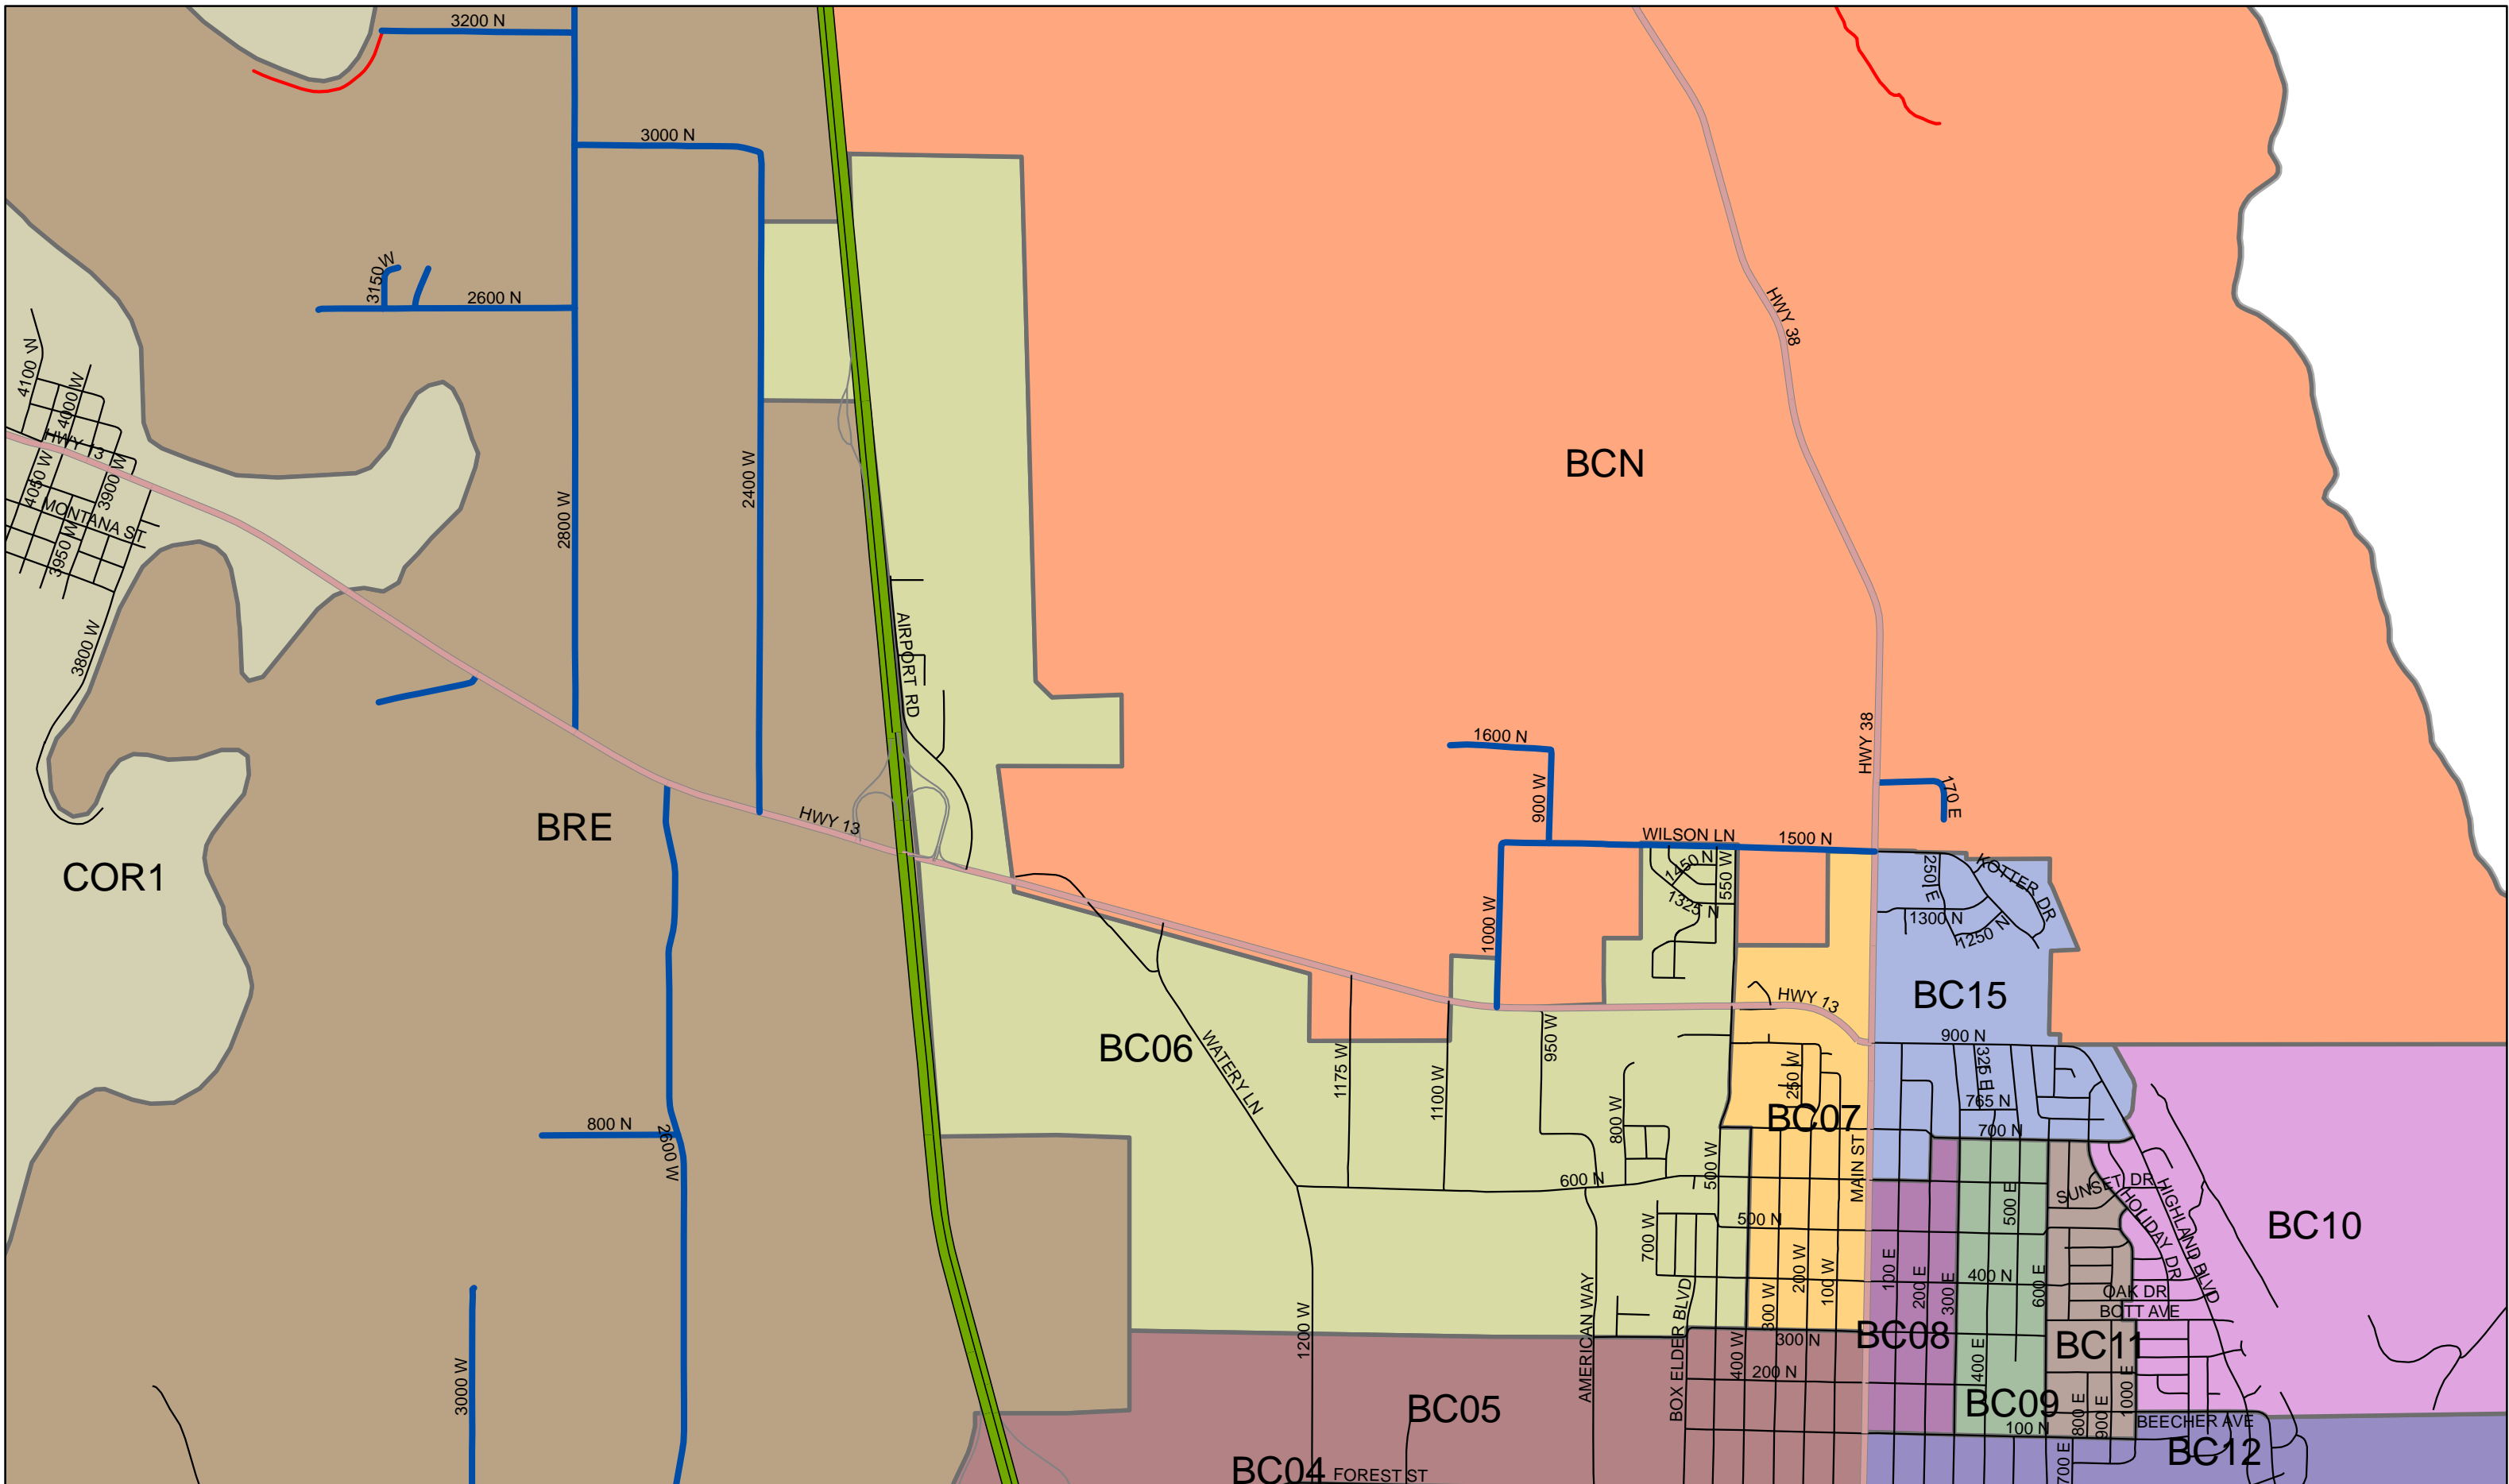 3200 N
3000 N
3150 W
2600 N
HWY 38
4100 W
4000 W
HWY 13
BCN
4050 W
3900 W
2400 W
2800 W
MONTANA ST
3950 W
3800 W
AIRPORT RD
HWY 38
1600 N
900 W
170 E
HWY 13
BRE
WILSON LN
1500 N
COR1
1450 N
550 W
250 E
KOTTER DR
1325 N
1300 N
1250 N
1000 W
HWY 13
BC15
BC06
WATERY LN
950 W
900 N
1175 W
1100 W
250 W
325 E
800 N
2600 W
800 W
BC07
765 N
700 N
MAIN ST
500 W
600 N
SUNSET DR
HOLIDAY DR
HIGHLAND BLVD
BC10
700 W
500 N
500 E
200 W
100 W
100 E
200 E
300 E
400 N
600 E
OAK DR
BOTT AVE
300 W
AMERICAN WAY
BOX ELDER BLVD
1200 W
400 W
300 N
BC08
BC11
3000 W
200 N
400 E
BC05
BC09
800 E
900 E
1000 E
100 N
BEECHER AVE
BC04
FOREST ST
700 E
BC12